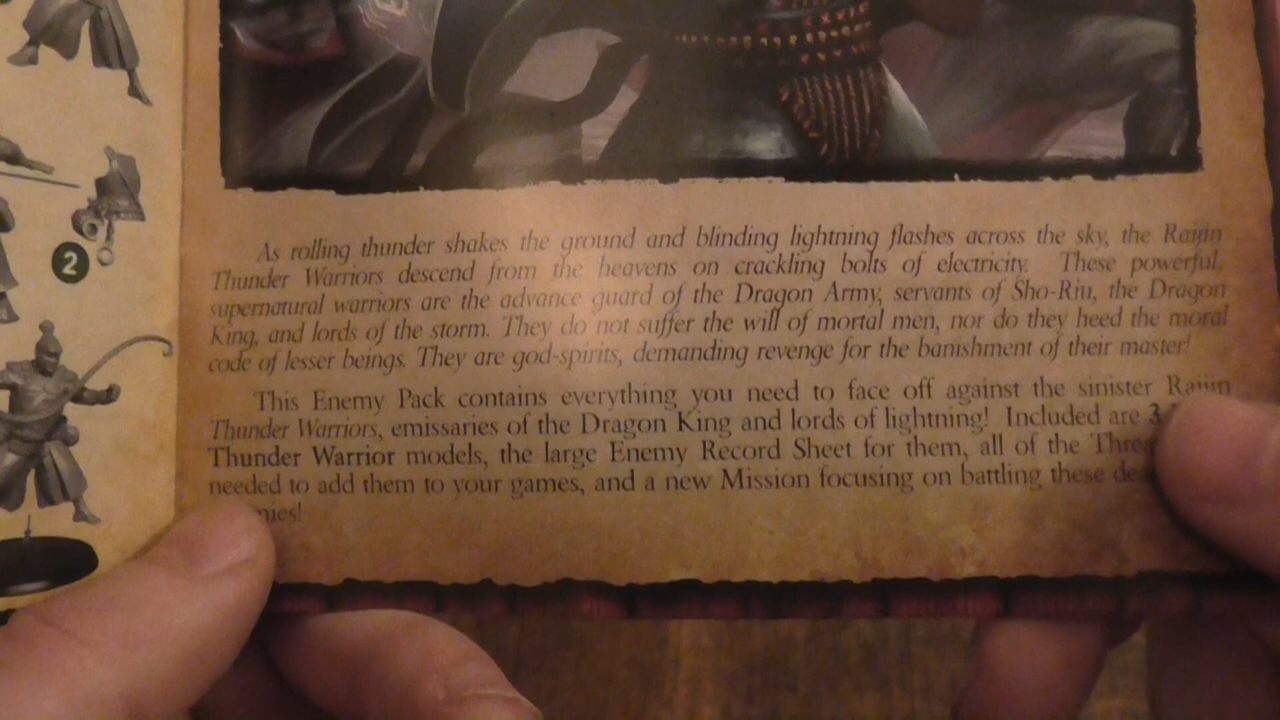 2
As rolling thunder shakes the ground and blinding lightning flashes across the sky, the Raijin
Thunder Warriors descend from the heavens on crackling bolts of electricity. These powerful,
supernatural warriors are the advance guard of the Dragon Army, servants of Sho-Riu, the Dragon
King, and lords of the storm. They do not suffer the will of mortal men, nor do they heed the moral
code of lesser beings. They are god-spirits, demanding revenge for the banishment of their master!
This Enemy Pack contains everything you need to face off against the sinister Raijin
Thunder Warriors, emissaries of the Dragon King and lords of lightning! Included are 3
Thunder Warrior models, the large Enemy Record Sheet for them, all of the
needed to add them to your games, and a new Mission focusing on battling these